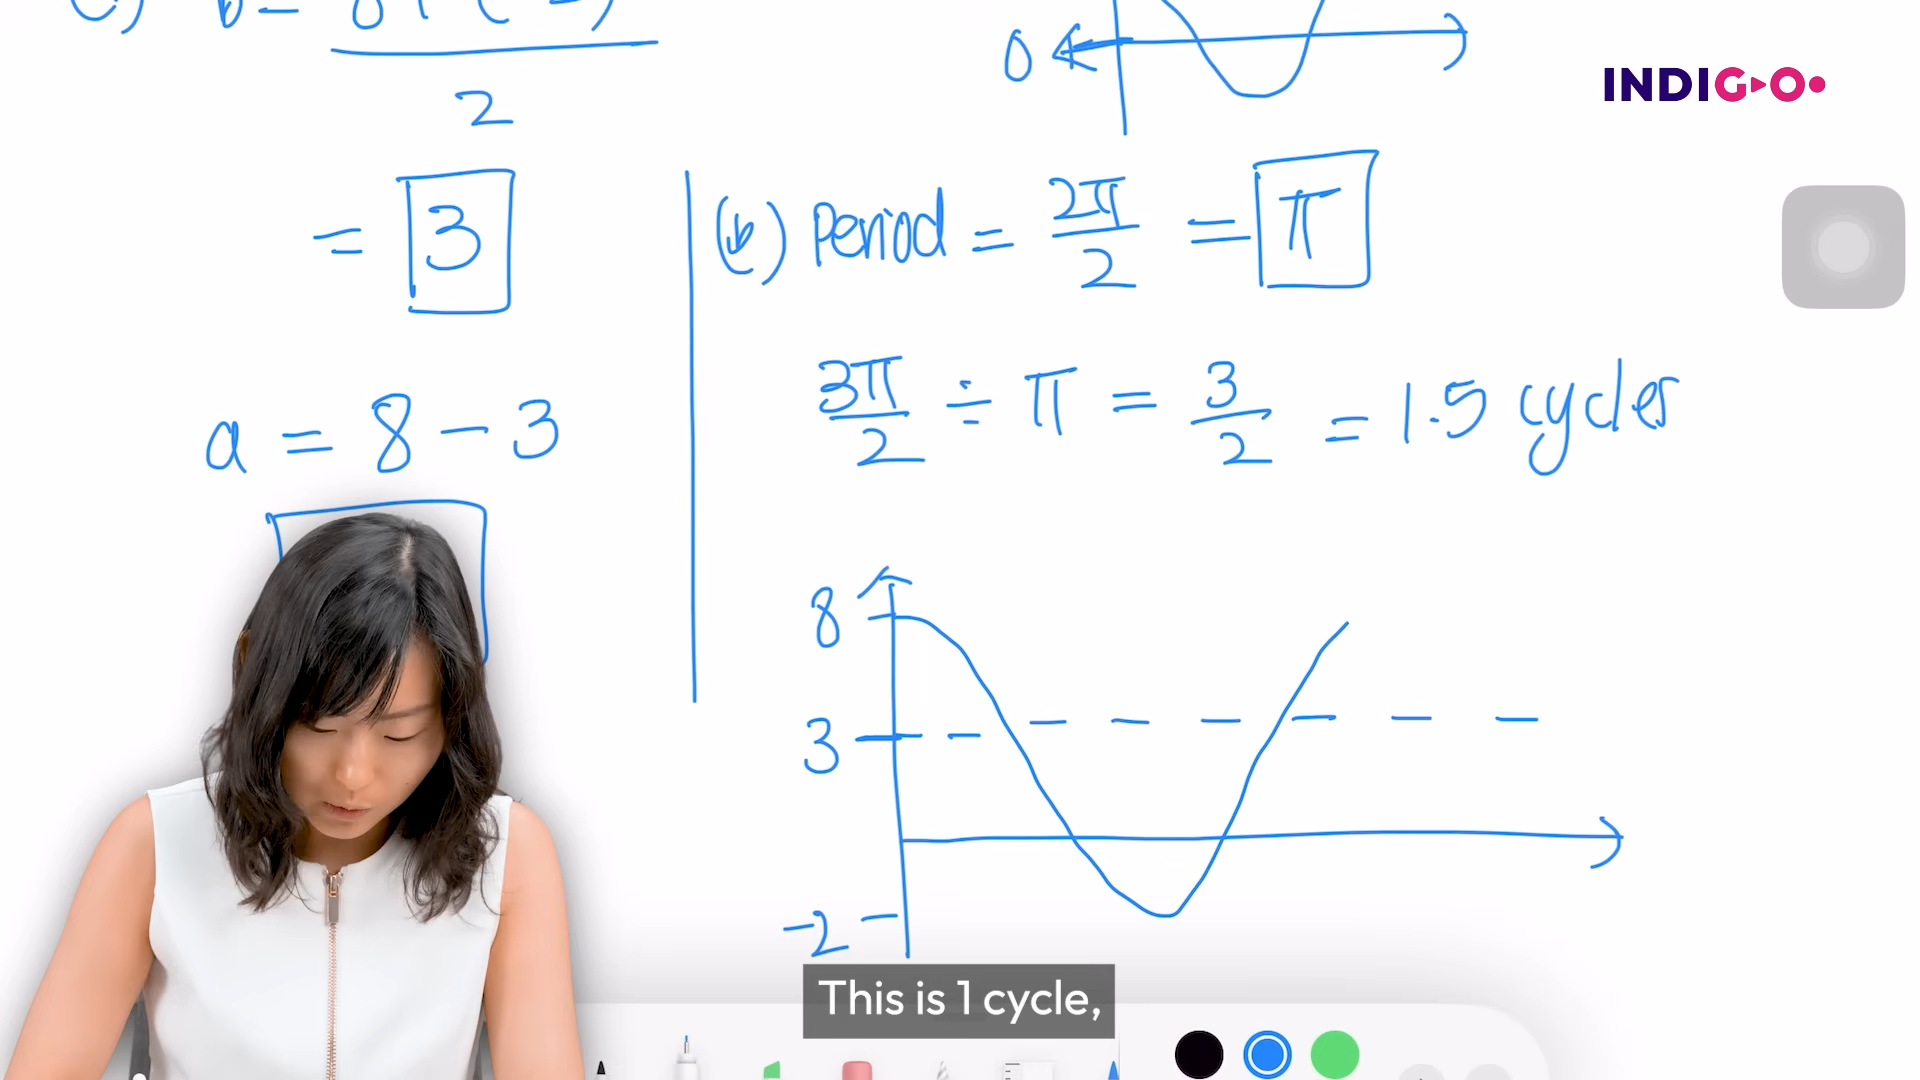 INDIGO
0
2
= 3
a = 8 - 3
(b) Period = 2π/2 = π
3π/2 ÷ π = 3/2 = 1.5 cycles
8
3
-2
This is 1 cycle,